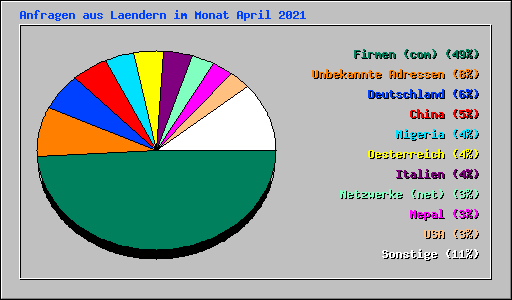 Anfragen aus Laendern im Monat April 2021
Firmen (com) (49%)
Unbekannte Adressen (8%)
Deutschland (6%)
China (5%)
Nigeria (4%)
Oesterreich (4%)
Italien (4%)
Netzwerke (net) (3%)
Nepal (3%)
USA (3%)
Sonstige (11%)